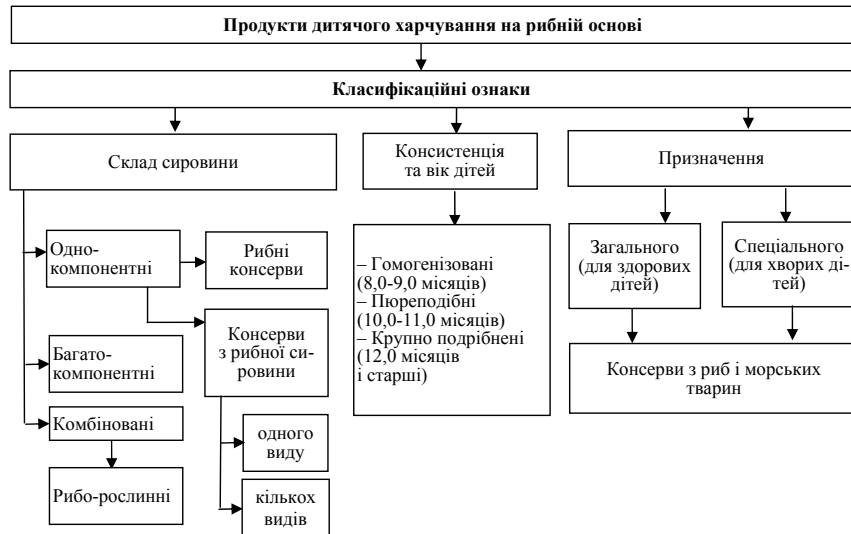 Продукти дитячого харчування на рибній основі
Класифікаційні ознаки
Склад сировини
Консистенція
та вік дітей
Призначення
Одно-
компонентні
Рибні
консерви
Консерви
з рибної си-
ровини
Багато-
компонентні
Комбіновані
Рибо-рослинні
одного
виду
кількох
видів
– Гомогенізовані
(8,0-9,0 місяців)
– Пюреподібні
(10,0-11,0 місяців)
– Крупно подрібнені
(12,0 місяців
і старші)
Загального
(для здорових
дітей)
Спеціального
(для хворих ді-
тей)
Консерви з риб і морських
тварин